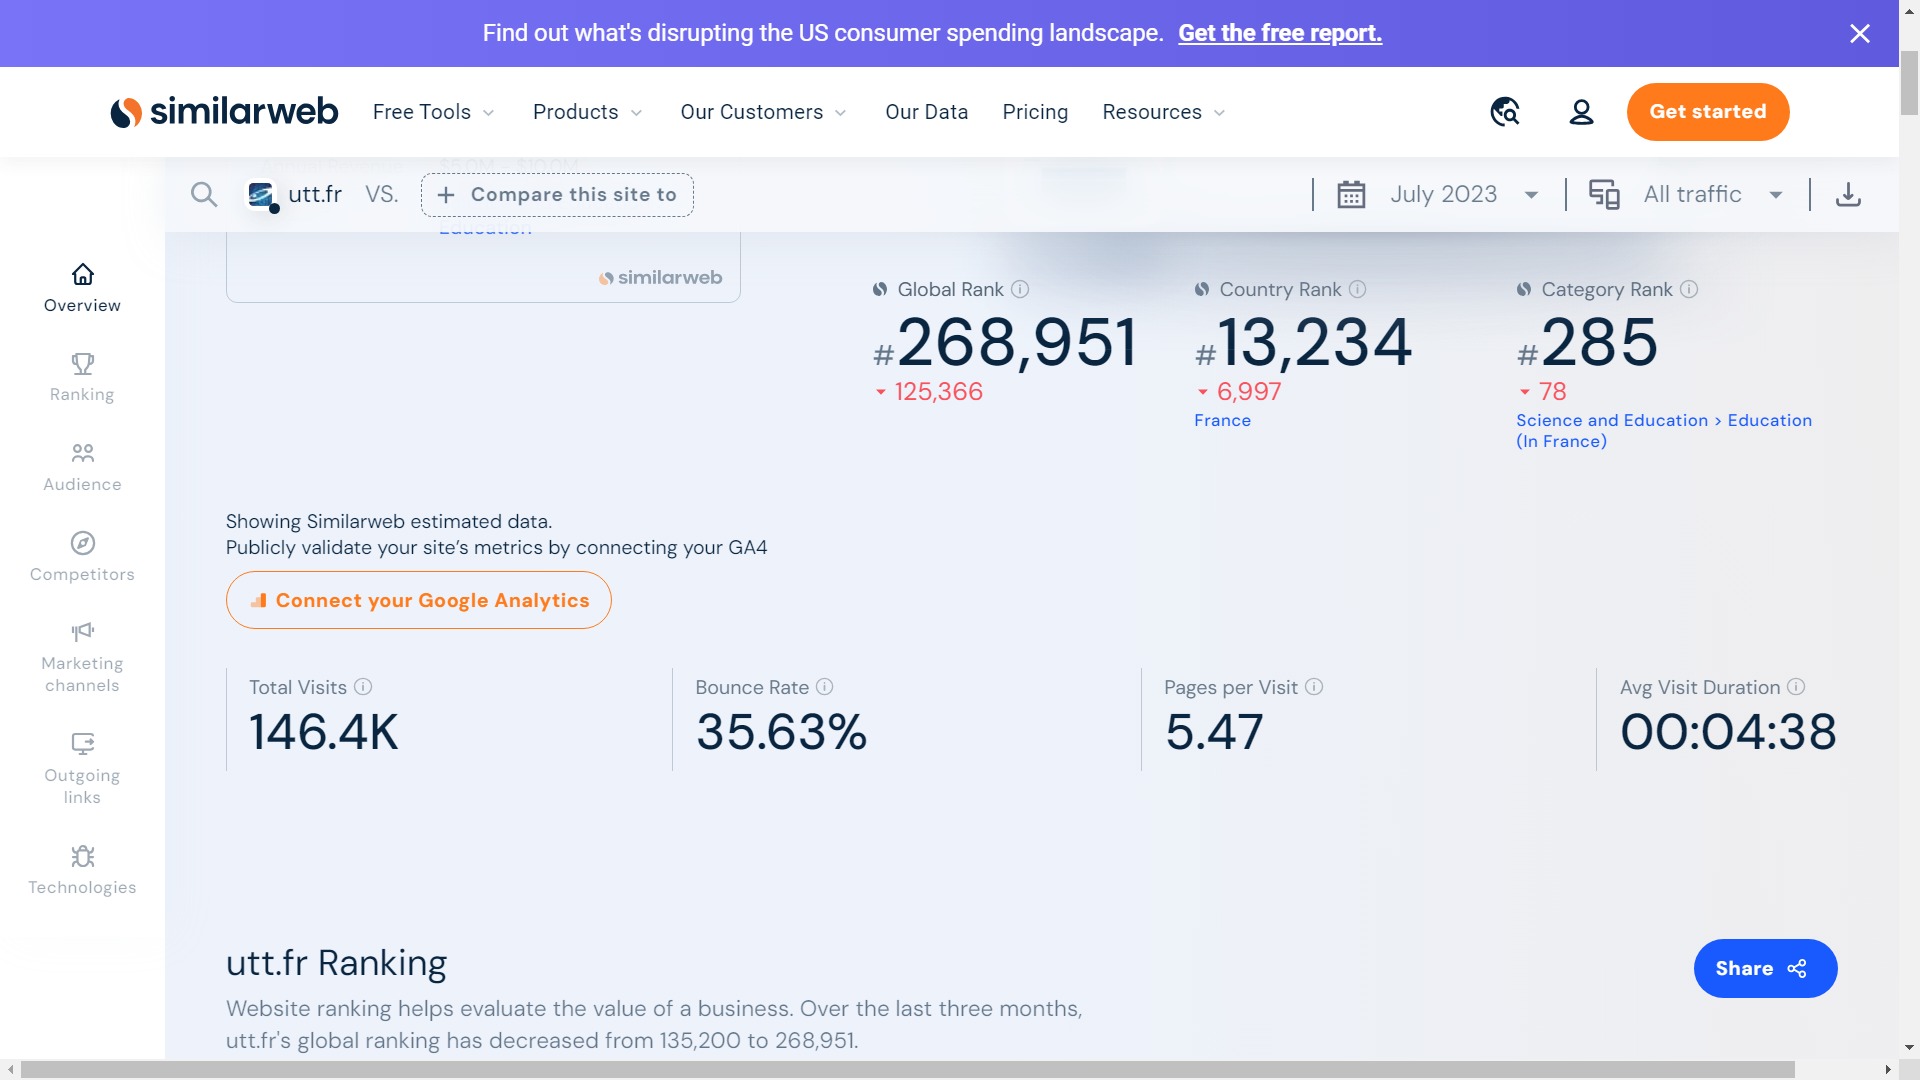 Find out what's disrupting the US consumer spending landscape. Get the free report.
similarweb Free Tools Products Our Customers Our Data Pricing Resources Get started
utt.fr VS. + Compare this site to July 2023 All traffic
Education
similarweb
Global Rank Country Rank Category Rank
#268,951 #13,234 #285
125,366 6,997 78
France Science and Education > Education
(In France)
Overview
Ranking
Audience
Competitors
Marketing
channels
Outgoing
links
Technologies
Showing Similarweb estimated data.
Publicly validate your site’s metrics by connecting your GA4
Connect your Google Analytics
Total Visits Bounce Rate Pages per Visit Avg Visit Duration
146.4K 35.63% 5.47 00:04:38
utt.fr Ranking
Share
Website ranking helps evaluate the value of a business. Over the last three months,
utt.fr's global ranking has decreased from 135,200 to 268,951.